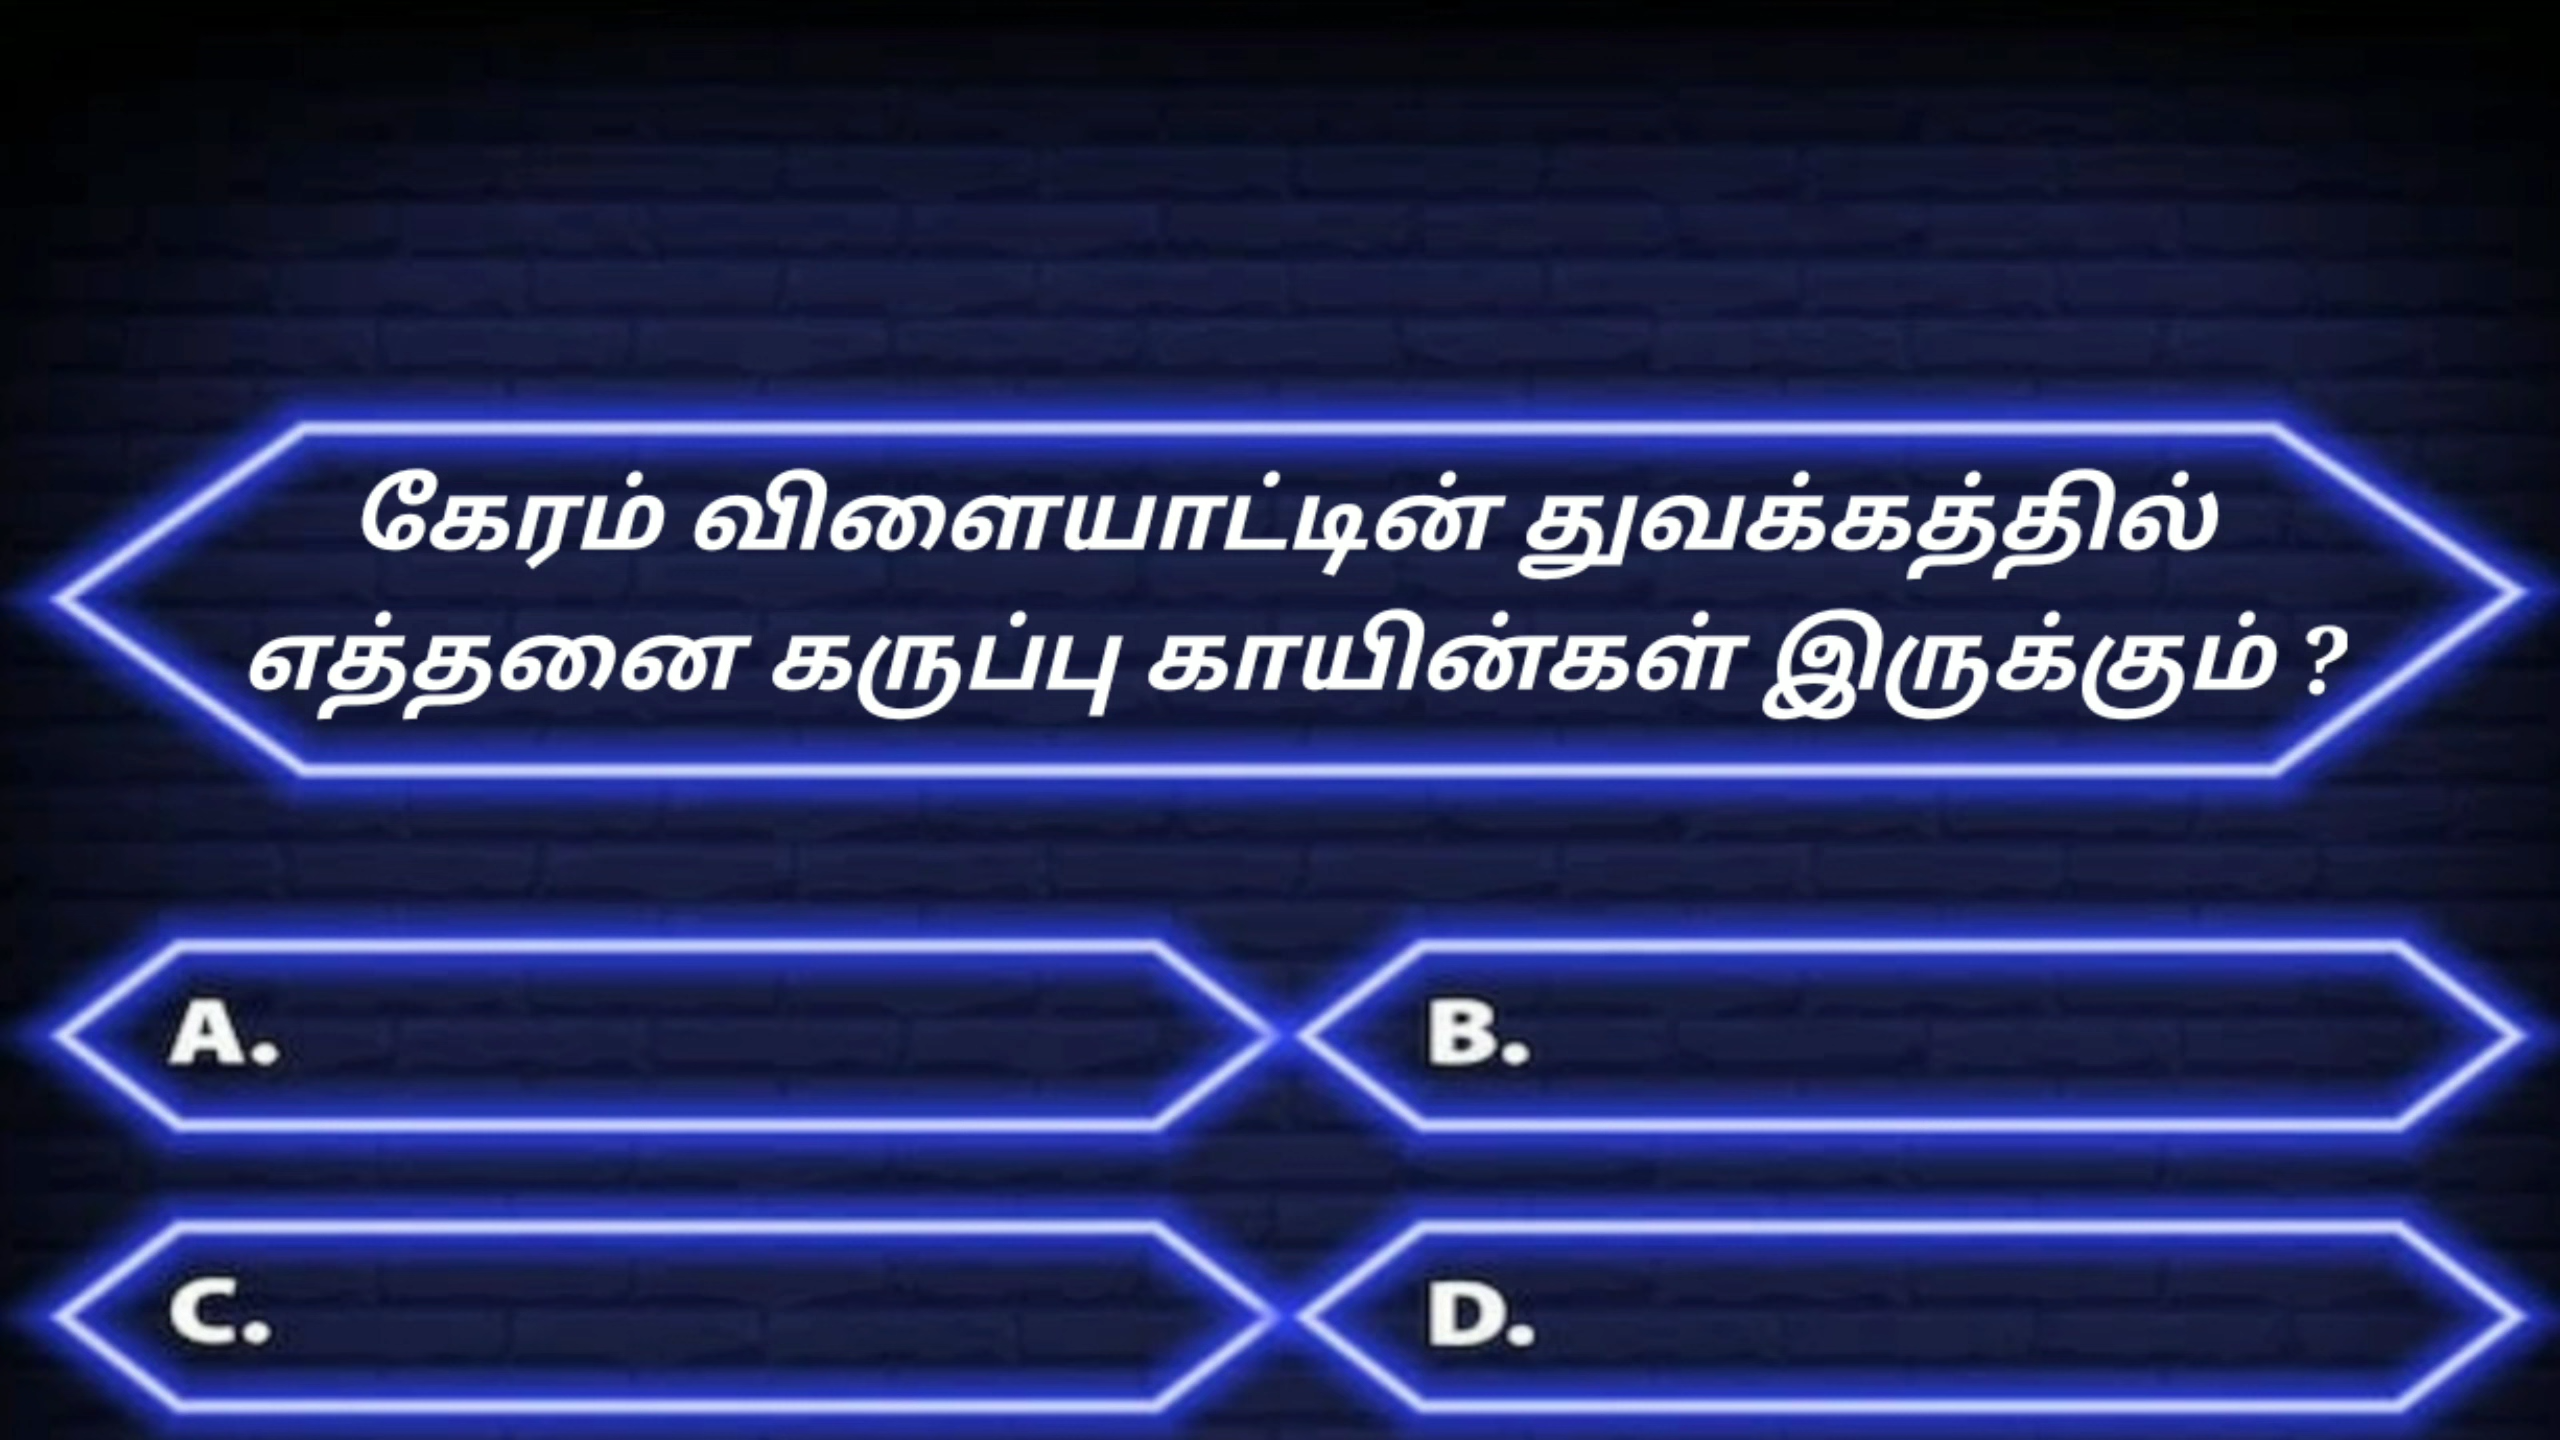 கேரம் விளையாட்டின் துவக்கத்தில்
எத்தனை கருப்பு காயின்கள் இருக்கும் ?
A.
B.
C.
D.